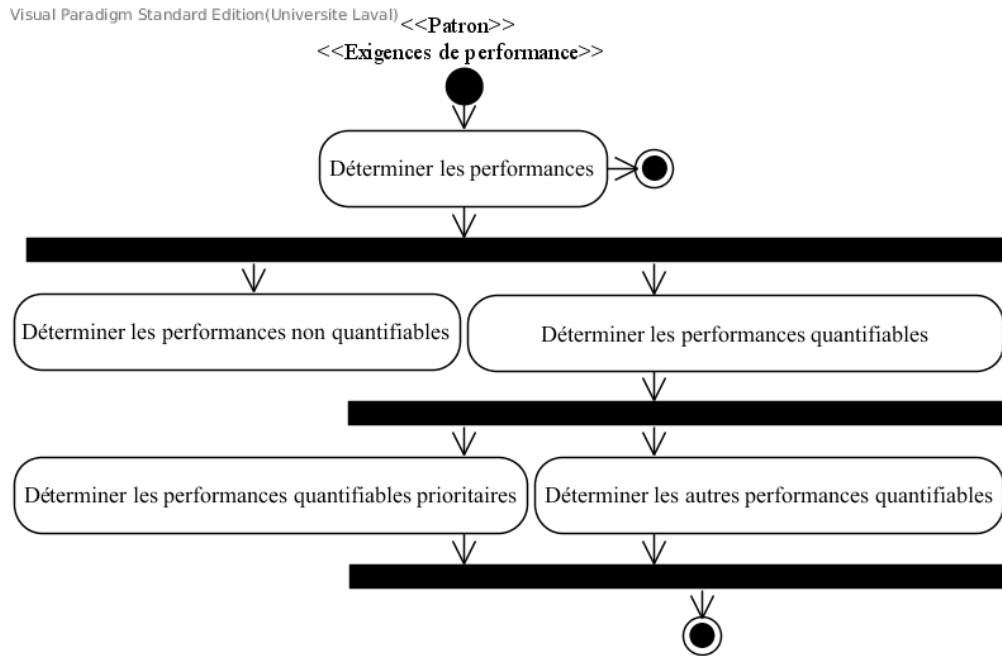 Visual Paradigm Standard Edition(Universite Laval)
<<Patron>>
<<Exigences de performance>>
Déterminer les performances
Déterminer les performances non quantifiables
Déterminer les performances quantifiables
Déterminer les performances quantifiables prioritaires
Déterminer les autres performances quantifiables